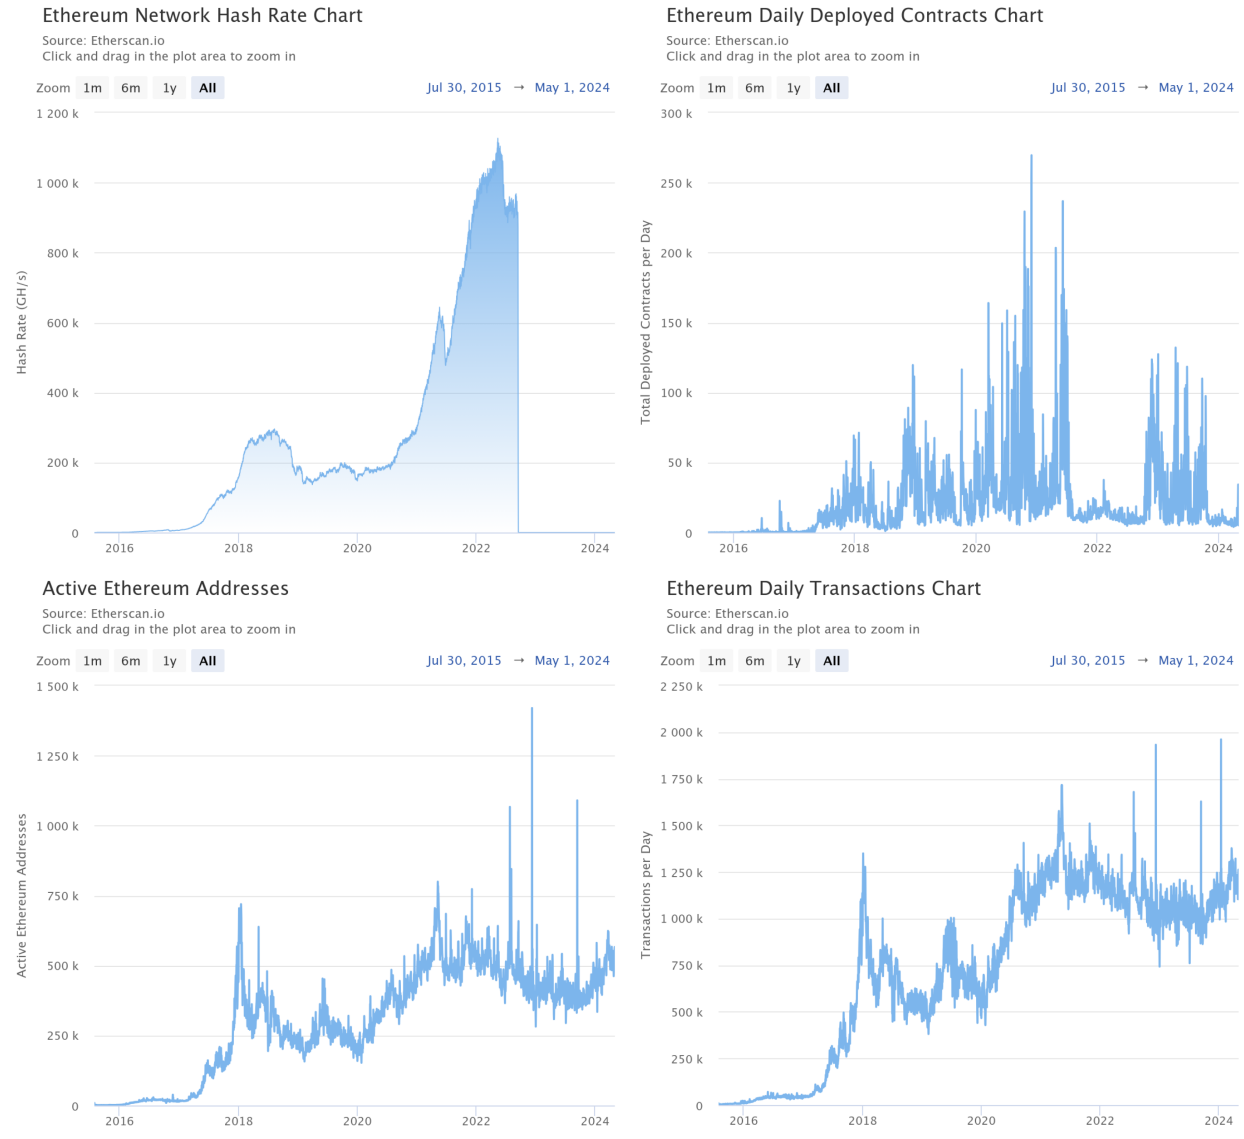 Ethereum Network Hash Rate Chart
Source: Etherscan.io
Click and drag in the plot area to zoom in
Zoom 1m 6m 1y All Jul 30, 2015 → May 1, 2024
Hash Rate (GH/s)
1 200 k
1 000 k
800 k
600 k
400 k
200 k
0
2016 2018 2020 2022 2024
Ethereum Daily Deployed Contracts Chart
Source: Etherscan.io
Click and drag in the plot area to zoom in
Zoom 1m 6m 1y All Jul 30, 2015 → May 1, 2024
Total Deployed Contracts per Day
300 k
250 k
200 k
150 k
100 k
50 k
0
2016 2018 2020 2022 2024
Active Ethereum Addresses
Source: Etherscan.io
Click and drag in the plot area to zoom in
Zoom 1m 6m 1y All Jul 30, 2015 → May 1, 2024
Active Ethereum Addresses
1 500 k
1 250 k
1 000 k
750 k
500 k
250 k
0
2016 2018 2020 2022 2024
Ethereum Daily Transactions Chart
Source: Etherscan.io
Click and drag in the plot area to zoom in
Zoom 1m 6m 1y All Jul 30, 2015 → May 1, 2024
Transactions per Day
2 250 k
2 000 k
1 750 k
1 500 k
1 250 k
1 000 k
750 k
500 k
250 k
0
2016 2018 2020 2022 2024